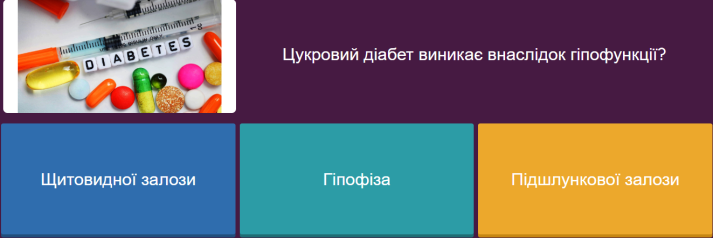 DIABETES
Цукровий діабет виникає внаслідок гіпофункції?
Щитовидної залози
Гіпофіза
Підшлункової залози